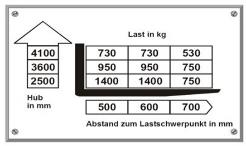 Last in kg
4100 730 730 530
3600 950 950 750
2500 1400 1400 750
Hub
in mm
500 600 700
Abstand zum Lastschwerpunkt in mm